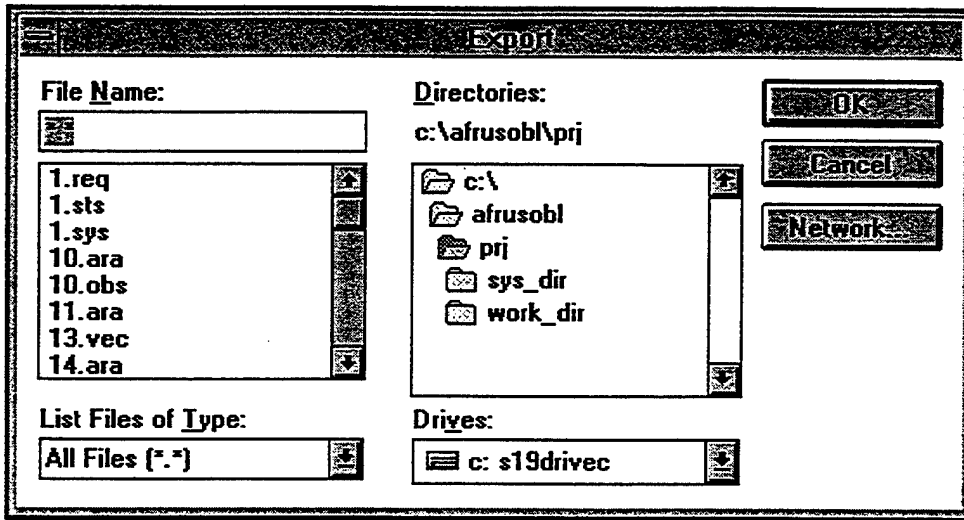 Export
File Name:
1.req
1.sts
1.sys
10.ara
10.obs
11.ara
13.vec
14.ara
List Files of Type:
All Files (*.*)
Directories:
c:\afrusobl\prj
c:\
afrusobl
prj
sys_dir
work_dir
Drives:
c: s19drivec
OK
Cancel
Network...